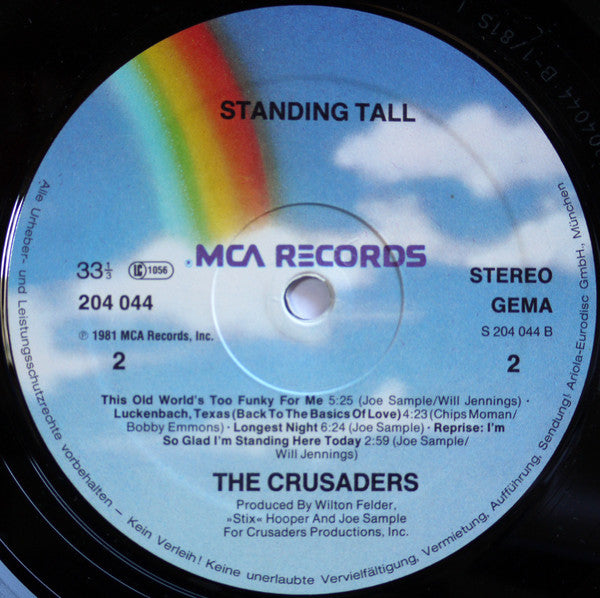 STANDING TALL
MCA RECORDS
33 1/3
LC 1056
204 044
℗ 1981 MCA Records, Inc.
2
STEREO
GEMA
S 204 044 B
2
This Old World's Too Funky For Me 5:25 (Joe Sample/Will Jennings) ·
Luckenbach, Texas (Back To The Basics Of Love) 4:23 (Chips Moman/
Bobby Emmons) · Longest Night 6:24 (Joe Sample) · Reprise: I'm
So Glad I'm Standing Here Today 2:59 (Joe Sample/
Will Jennings)
THE CRUSADERS
Produced By Wilton Felder,
»Stix« Hooper And Joe Sample
For Crusaders Productions, Inc.
Alle Urheber- und Leistungsschutzrechte vorbehalten – Kein Verleih! Keine unerlaubte Vervielfältigung, Vermietung, Aufführung, Sendung! Ariola-Eurodisc GmbH., München
204044 B-1/81S